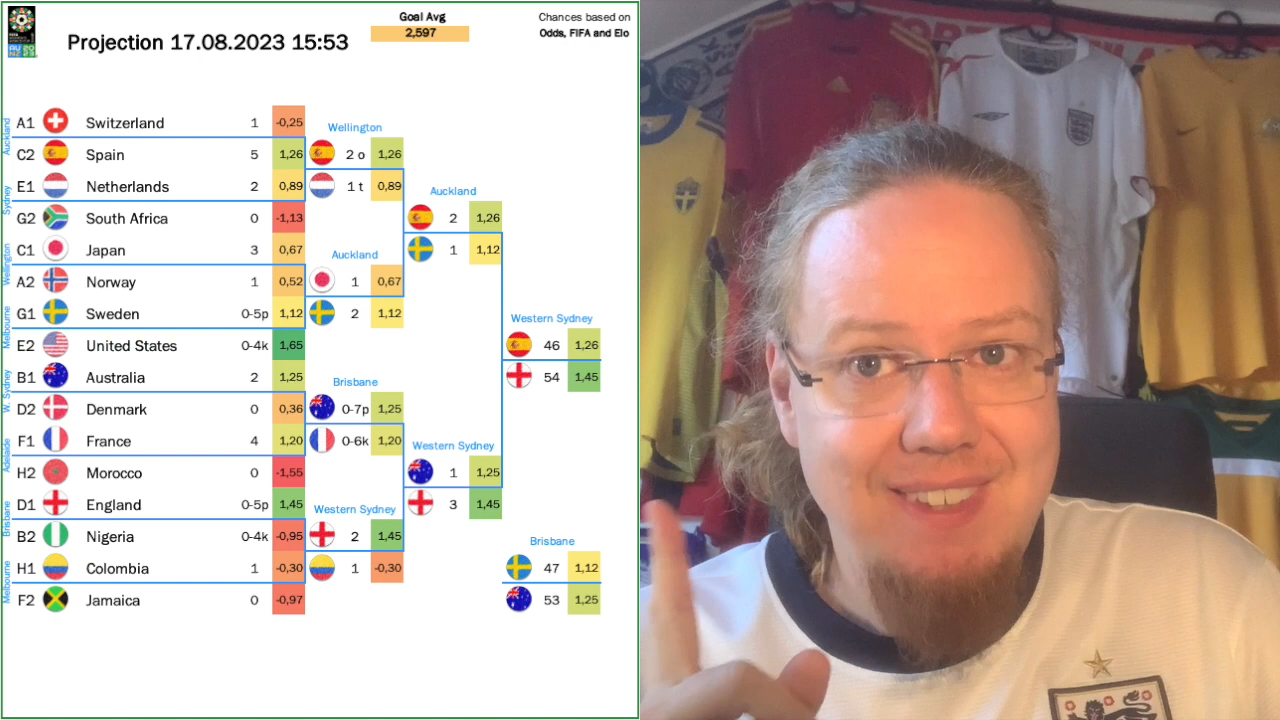 Goal Avg
2,597
Chances based on
Odds, FIFA and Elo
Projection 17.08.2023 15:53
Auckland
A1 Switzerland 1 -0,25
C2 Spain 5 1,26
Sydney
E1 Netherlands 2 0,89
G2 South Africa 0 -1,13
Wellington
C1 Japan 3 0,67
A2 Norway 1 0,52
Melbourne
G1 Sweden 0-5p 1,12
E2 United States 0-4k 1,65
W. Sydney
B1 Australia 2 1,25
D2 Denmark 0 0,36
Adelaide
F1 France 4 1,20
H2 Morocco 0 -1,55
Brisbane
D1 England 0-5p 1,45
B2 Nigeria 0-4k -0,95
Melbourne
H1 Colombia 1 -0,30
F2 Jamaica 0 -0,97
Wellington
2 o 1,26
1 t 0,89
Auckland
1 0,67
2 1,12
Brisbane
0-7p 1,25
0-6k 1,20
Western Sydney
2 1,45
1 -0,30
Auckland
2 1,26
1 1,12
Western Sydney
1 1,25
3 1,45
Western Sydney
46 1,26
54 1,45
Brisbane
47 1,12
53 1,25